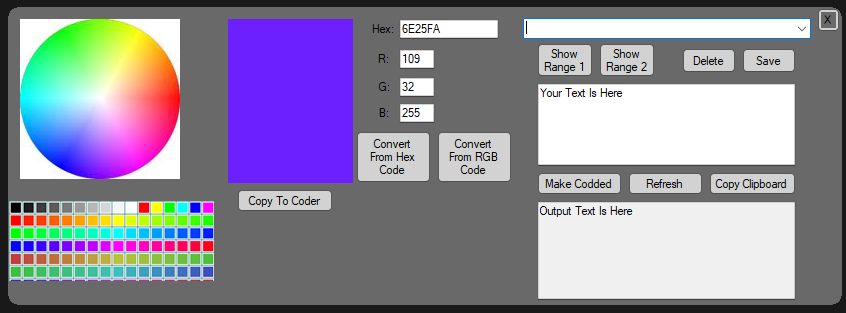 X
Hex: 6E25FA
R: 109
G: 32
B: 255
Convert
From Hex
Code
Convert
From RGB
Code
Copy To Coder
Show
Range 1
Show
Range 2
Delete
Save
Your Text Is Here
Make Codded
Refresh
Copy Clipboard
Output Text Is Here